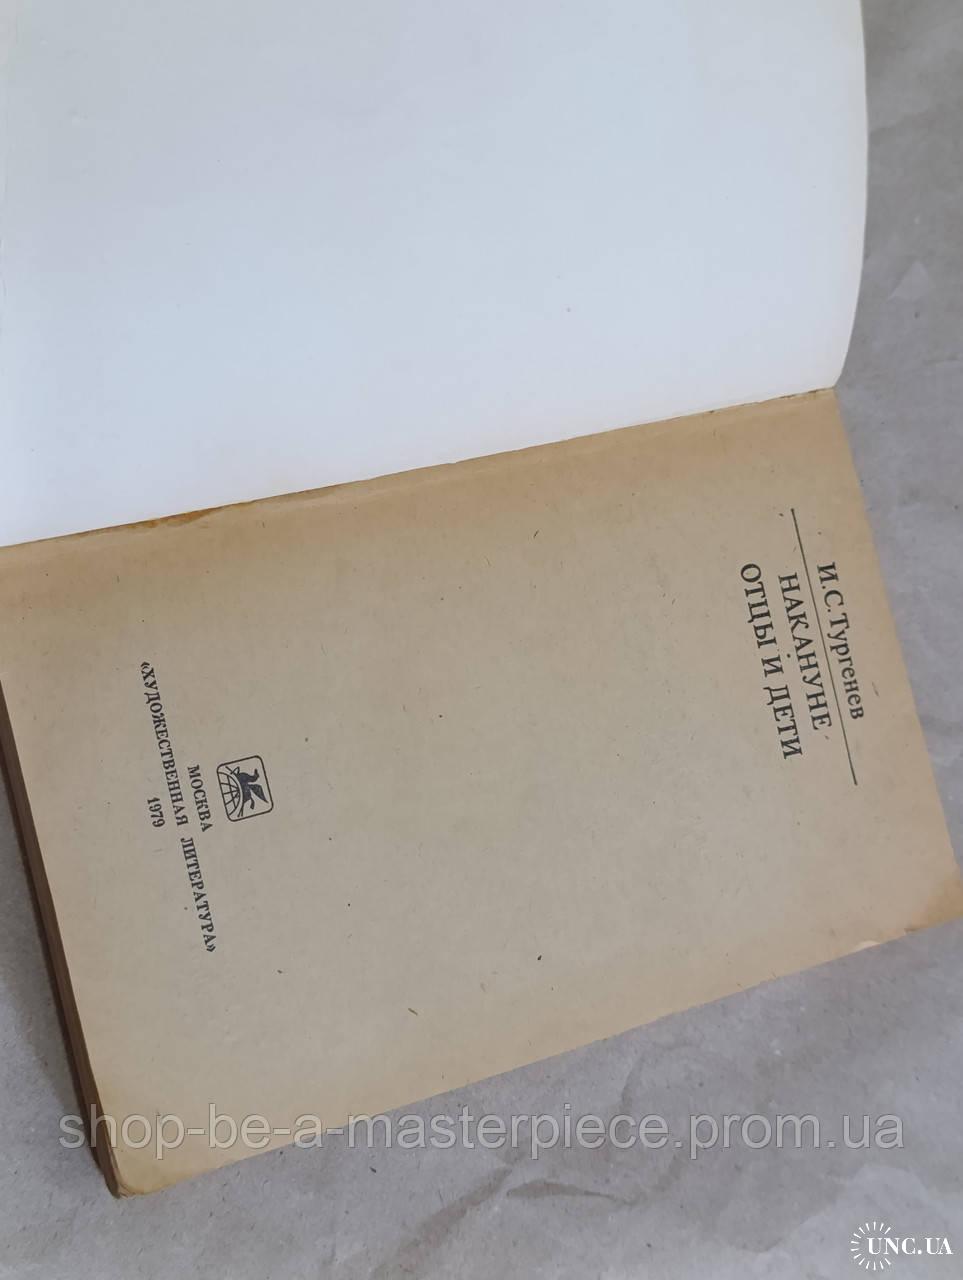 И.С.Тургенев
НАКАНУНЕ
ОТЦЫ И ДЕТИ
МОСКВА
«ХУДОЖЕСТВЕННАЯ ЛИТЕРАТУРА»
1979
shop-be-a-masterpiece.prom.ua
UNC.UA